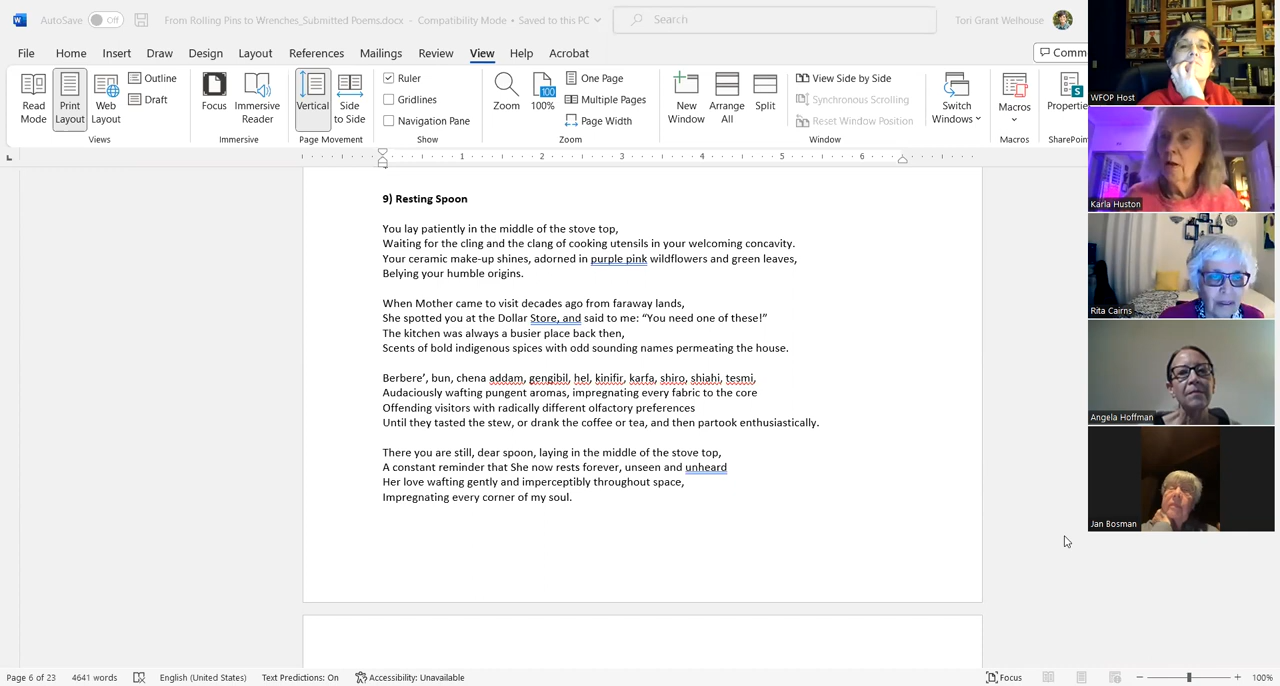 AutoSave Off From Rolling Pins to Wrenches_Submitted Poems.docx - Compatibility Mode • Saved to this PC Search Tori Grant Welhouse
File Home Insert Draw Design Layout References Mailings Review View Help Acrobat Comm
Read Mode Print Layout Web Layout Outline Draft
Views
Focus Immersive Reader
Immersive
Vertical Side to Side
Page Movement
Ruler
Gridlines
Navigation Pane
Show
Zoom 100 100% One Page Multiple Pages Page Width
Zoom
New Window Arrange All Split
View Side by Side
Synchronous Scrolling
Reset Window Position
Switch Windows
Window
Macros
Macros
Properties
SharePoint
1 2 3 4 5 6
9) Resting Spoon
You lay patiently in the middle of the stove top,
Waiting for the cling and the clang of cooking utensils in your welcoming concavity.
Your ceramic make-up shines, adorned in purple pink wildflowers and green leaves,
Belying your humble origins.
When Mother came to visit decades ago from faraway lands,
She spotted you at the Dollar Store, and said to me: “You need one of these!”
The kitchen was always a busier place back then,
Scents of bold indigenous spices with odd sounding names permeating the house.
Berbere’, bun, chena addam, gengibil, hel, kinifir, karfa, shiro, shiahi, tesmi,
Audaciously wafting pungent aromas, impregnating every fabric to the core
Offending visitors with radically different olfactory preferences
Until they tasted the stew, or drank the coffee or tea, and then partook enthusiastically.
There you are still, dear spoon, laying in the middle of the stove top,
A constant reminder that She now rests forever, unseen and unheard
Her love wafting gently and imperceptibly throughout space,
Impregnating every corner of my soul.
WFOP Host
Karla Huston
Rita Cairns
Angela Hoffman
Jan Bosman
Page 6 of 23 4641 words English (United States) Text Predictions: On Accessibility: Unavailable Focus 100%